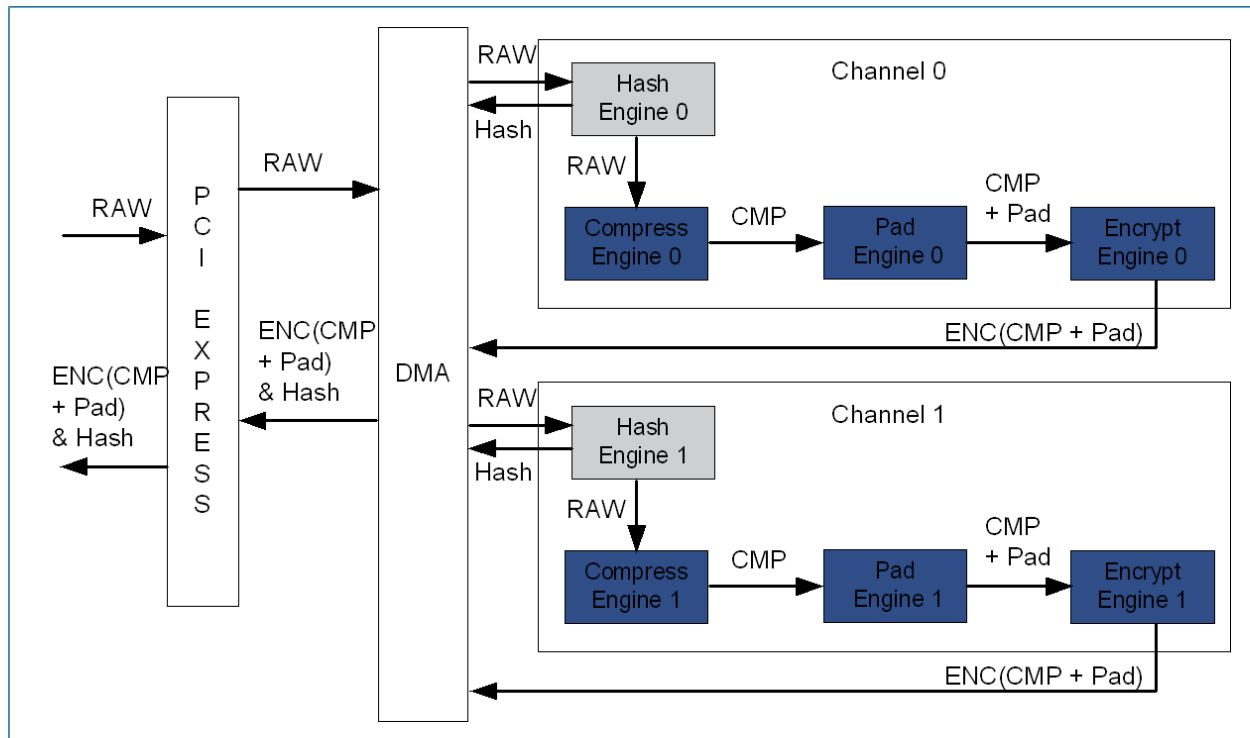 RAW
ENC(CMP
+ Pad)
& Hash
PCI EXPRESS
RAW
ENC(CMP
+ Pad)
& Hash
DMA
RAW
Hash
Channel 0
Hash
Engine 0
RAW
Compress
Engine 0
CMP
Pad
Engine 0
CMP
+ Pad
Encrypt
Engine 0
ENC(CMP + Pad)
RAW
Hash
Channel 1
Hash
Engine 1
RAW
Compress
Engine 1
CMP
Pad
Engine 1
CMP
+ Pad
Encrypt
Engine 1
ENC(CMP + Pad)